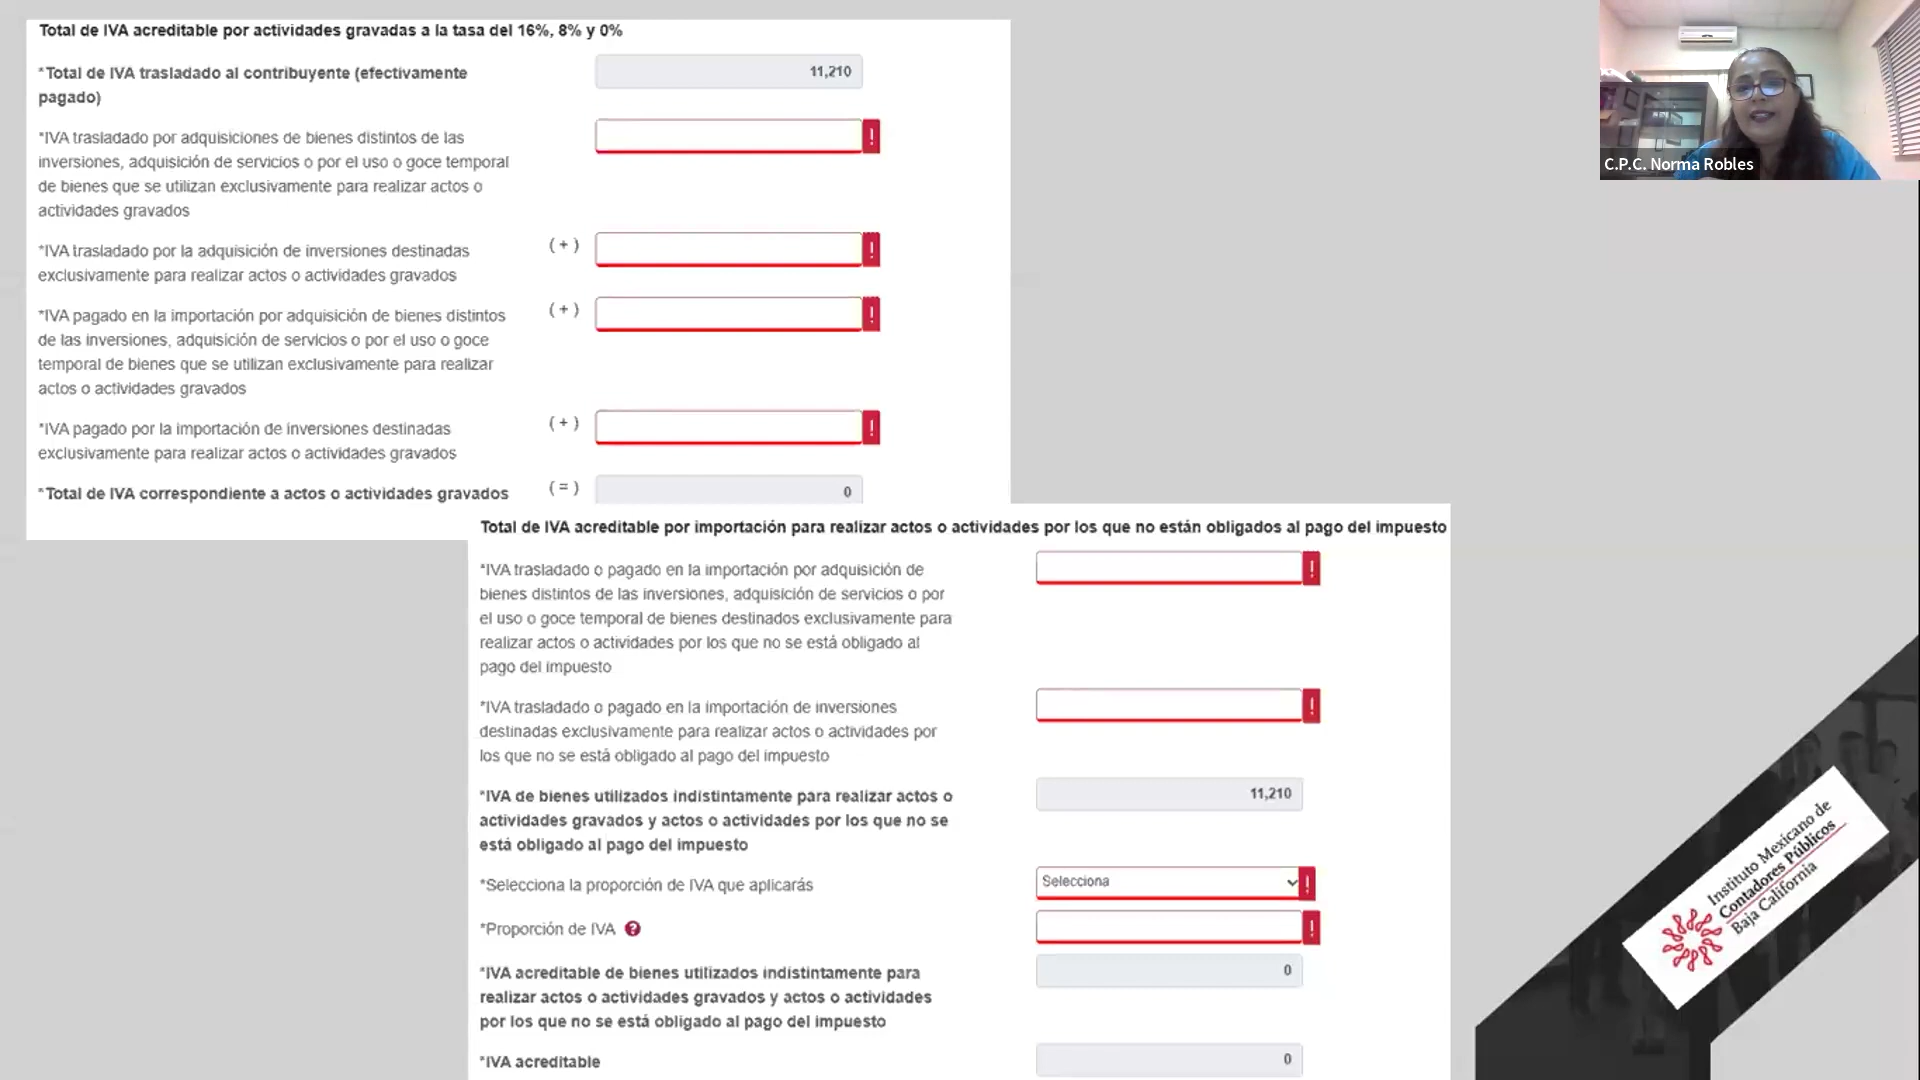 Total de IVA acreditable por actividades gravadas a la tasa del 16%, 8% y 0%
*Total de IVA trasladado al contribuyente (efectivamente
pagado)
11,210
*IVA trasladado por adquisiciones de bienes distintos de las
inversiones, adquisición de servicios o por el uso o goce temporal
de bienes que se utilizan exclusivamente para realizar actos o
actividades gravados
!
*IVA trasladado por la adquisición de inversiones destinadas
exclusivamente para realizar actos o actividades gravados
( + )
!
*IVA pagado en la importación por adquisición de bienes distintos
de las inversiones, adquisición de servicios o por el uso o goce
temporal de bienes que se utilizan exclusivamente para realizar
actos o actividades gravados
( + )
!
*IVA pagado por la importación de inversiones destinadas
exclusivamente para realizar actos o actividades gravados
( + )
!
*Total de IVA correspondiente a actos o actividades gravados
( = )
0
Total de IVA acreditable por importación para realizar actos o actividades por los que no están obligados al pago del impuesto
*IVA trasladado o pagado en la importación por adquisición de
bienes distintos de las inversiones, adquisición de servicios o por
el uso o goce temporal de bienes destinados exclusivamente para
realizar actos o actividades por los que no se está obligado al
pago del impuesto
!
*IVA trasladado o pagado en la importación de inversiones
destinadas exclusivamente para realizar actos o actividades por
los que no se está obligado al pago del impuesto
!
*IVA de bienes utilizados indistintamente para realizar actos o
actividades gravados y actos o actividades por los que no se
está obligado al pago del impuesto
11,210
*Selecciona la proporción de IVA que aplicarás
Selecciona
!
*Proporción de IVA ?
!
*IVA acreditable de bienes utilizados indistintamente para
realizar actos o actividades gravados y actos o actividades
por los que no se está obligado al pago del impuesto
0
*IVA acreditable
0
C.P.C. Norma Robles
Instituto Mexicano de
Contadores Públicos
Baja California